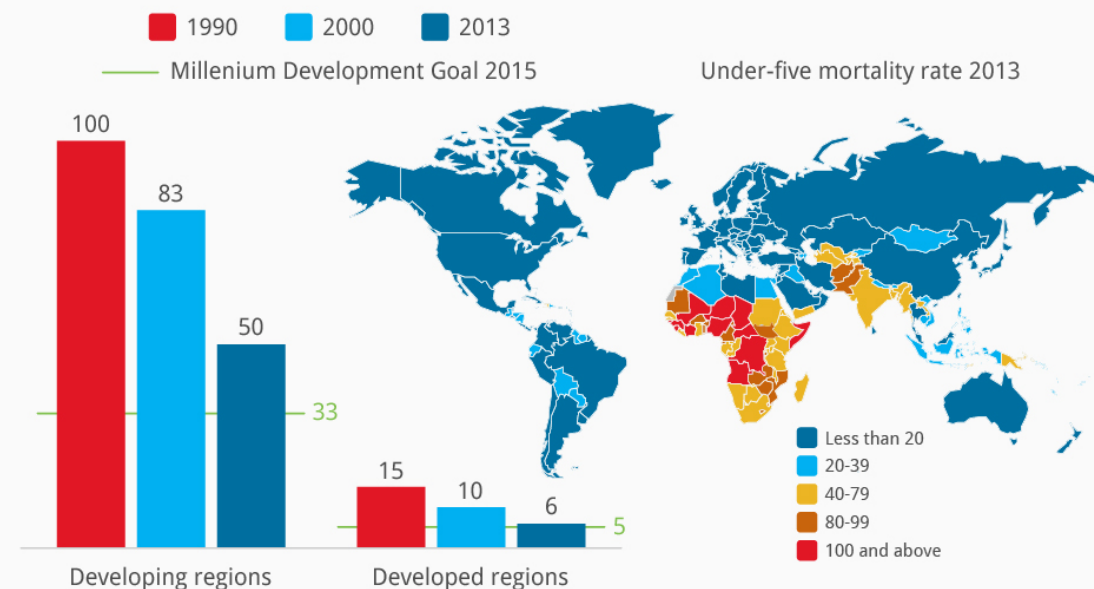 1990 2000 2013
Millenium Development Goal 2015
Under-five mortality rate 2013
100
83
50
33
15
10
6
5
Developing regions
Developed regions
Less than 20
20-39
40-79
80-99
100 and above